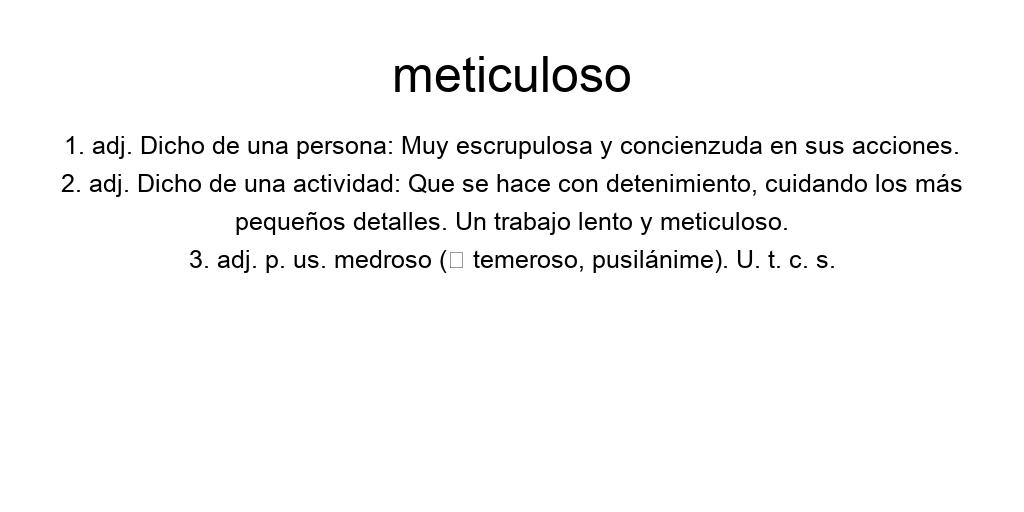 meticuloso
1. adj. Dicho de una persona: Muy escrupulosa y concienzuda en sus acciones.
2. adj. Dicho de una actividad: Que se hace con detenimiento, cuidando los más
pequeños detalles. Un trabajo lento y meticuloso.
3. adj. p. us. medroso (□ temeroso, pusilánime). U. t. c. s.